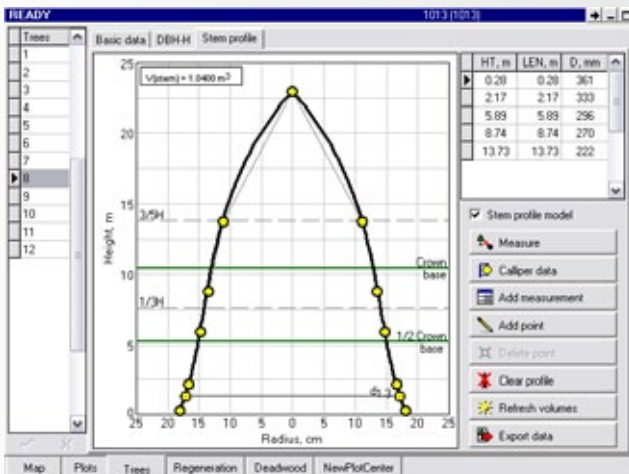 READY 1013 (1013)
Trees
1
2
3
4
5
6
7
8
9
10
11
12
Basic data DBH-H Stem profile
V(stem) = 1.0400 m3
Height, m
25
20
15
10
5
0
3/5H
Crown base
1/3H
1/2 Crown base
d1.3
25 20 15 10 5 0 5 10 15 20 25
Radius, cm
HT, m LEN, m D, mm
0.28 0.28 361
2.17 2.17 333
5.89 5.89 296
8.74 8.74 270
13.73 13.73 222
Stem profile model
Measure
Calliper data
Add measurement
Add point
Delete point
Clear profile
Refresh volumes
Export data
Map Plots Trees Regeneration Deadwood NewPlotCenter